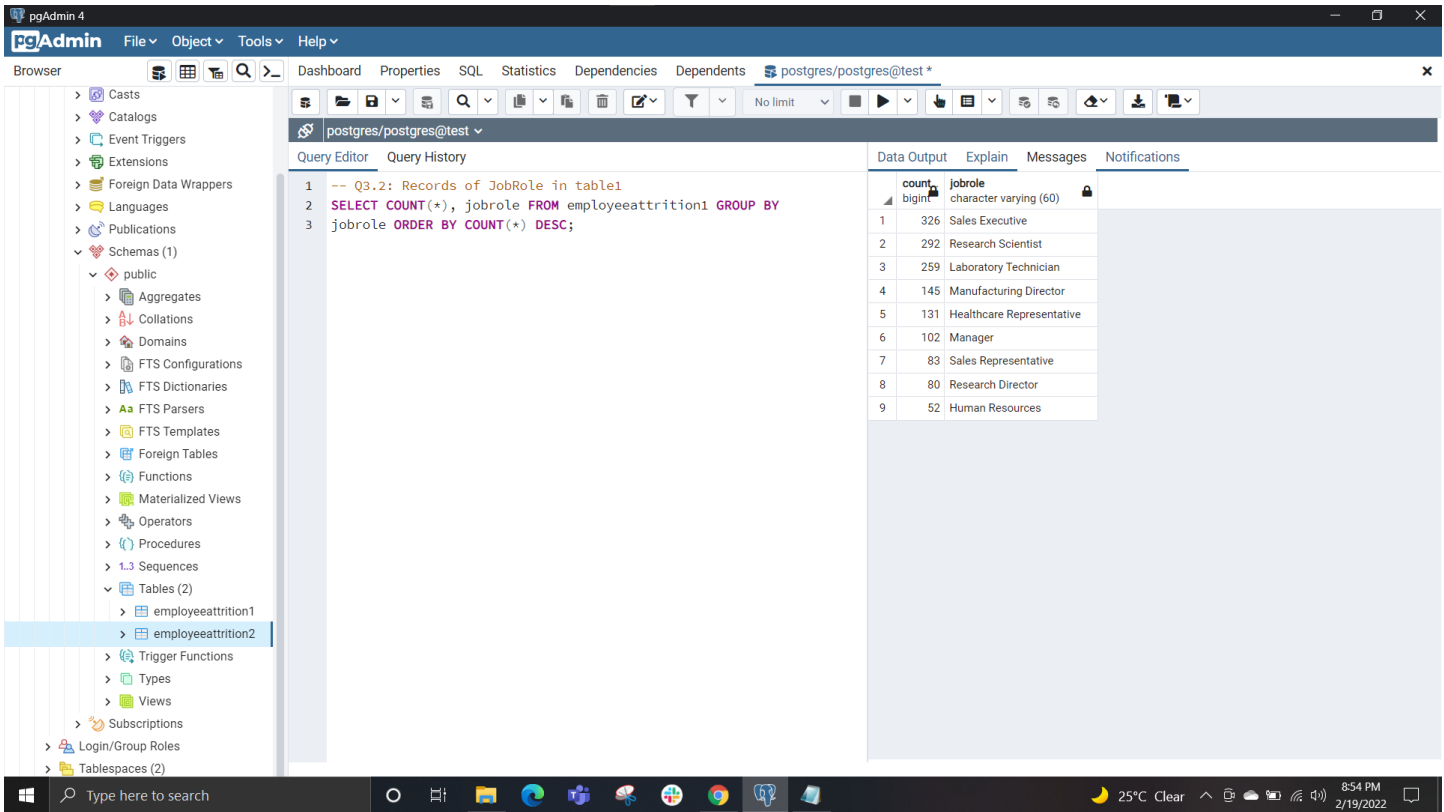 pgAdmin 4
pgAdmin File Object Tools Help
Browser
Dashboard Properties SQL Statistics Dependencies Dependents postgres/postgres@test *
Casts
Catalogs
Event Triggers
Extensions
Foreign Data Wrappers
Languages
Publications
Schemas (1)
public
Aggregates
Collations
Domains
FTS Configurations
FTS Dictionaries
Aa FTS Parsers
FTS Templates
Foreign Tables
Functions
Materialized Views
Operators
Procedures
1..3 Sequences
Tables (2)
employeeattrition1
employeeattrition2
Trigger Functions
Types
Views
Subscriptions
Login/Group Roles
Tablespaces (2)
No limit
postgres/postgres@test
Query Editor Query History
1 -- Q3.2: Records of JobRole in table1
2 SELECT COUNT(*), jobrole FROM employeeattrition1 GROUP BY
3 jobrole ORDER BY COUNT(*) DESC;
Data Output Explain Messages Notifications
count jobrole
bigint character varying (60)
1 326 Sales Executive
2 292 Research Scientist
3 259 Laboratory Technician
4 145 Manufacturing Director
5 131 Healthcare Representative
6 102 Manager
7 83 Sales Representative
8 80 Research Director
9 52 Human Resources
Type here to search
25°C Clear
8:54 PM
2/19/2022